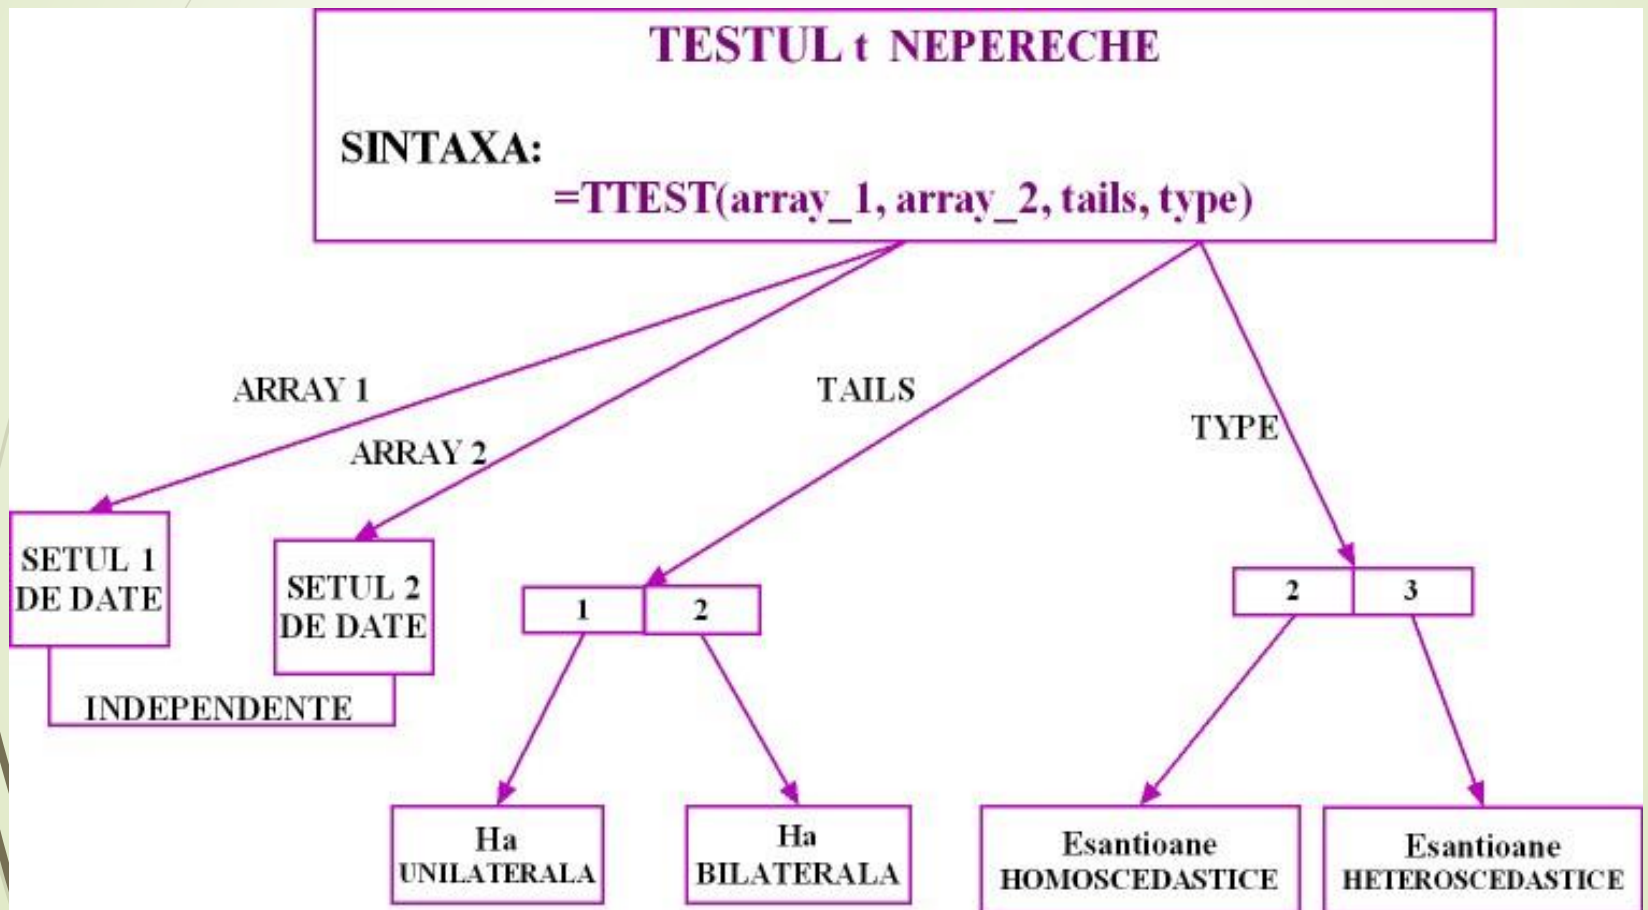 TESTUL t NEPERECHE
SINTAXA:
=TTEST(array_1, array_2, tails, type)
ARRAY 1
ARRAY 2
TAILS
TYPE
SETUL 1
DE DATE
SETUL 2
DE DATE
INDEPENDENTE
1
2
2
3
Ha
UNILATERALA
Ha
BILATERALA
Esantioane
HOMOSCEDASTICE
Esantioane
HETEROSCEDASTICE